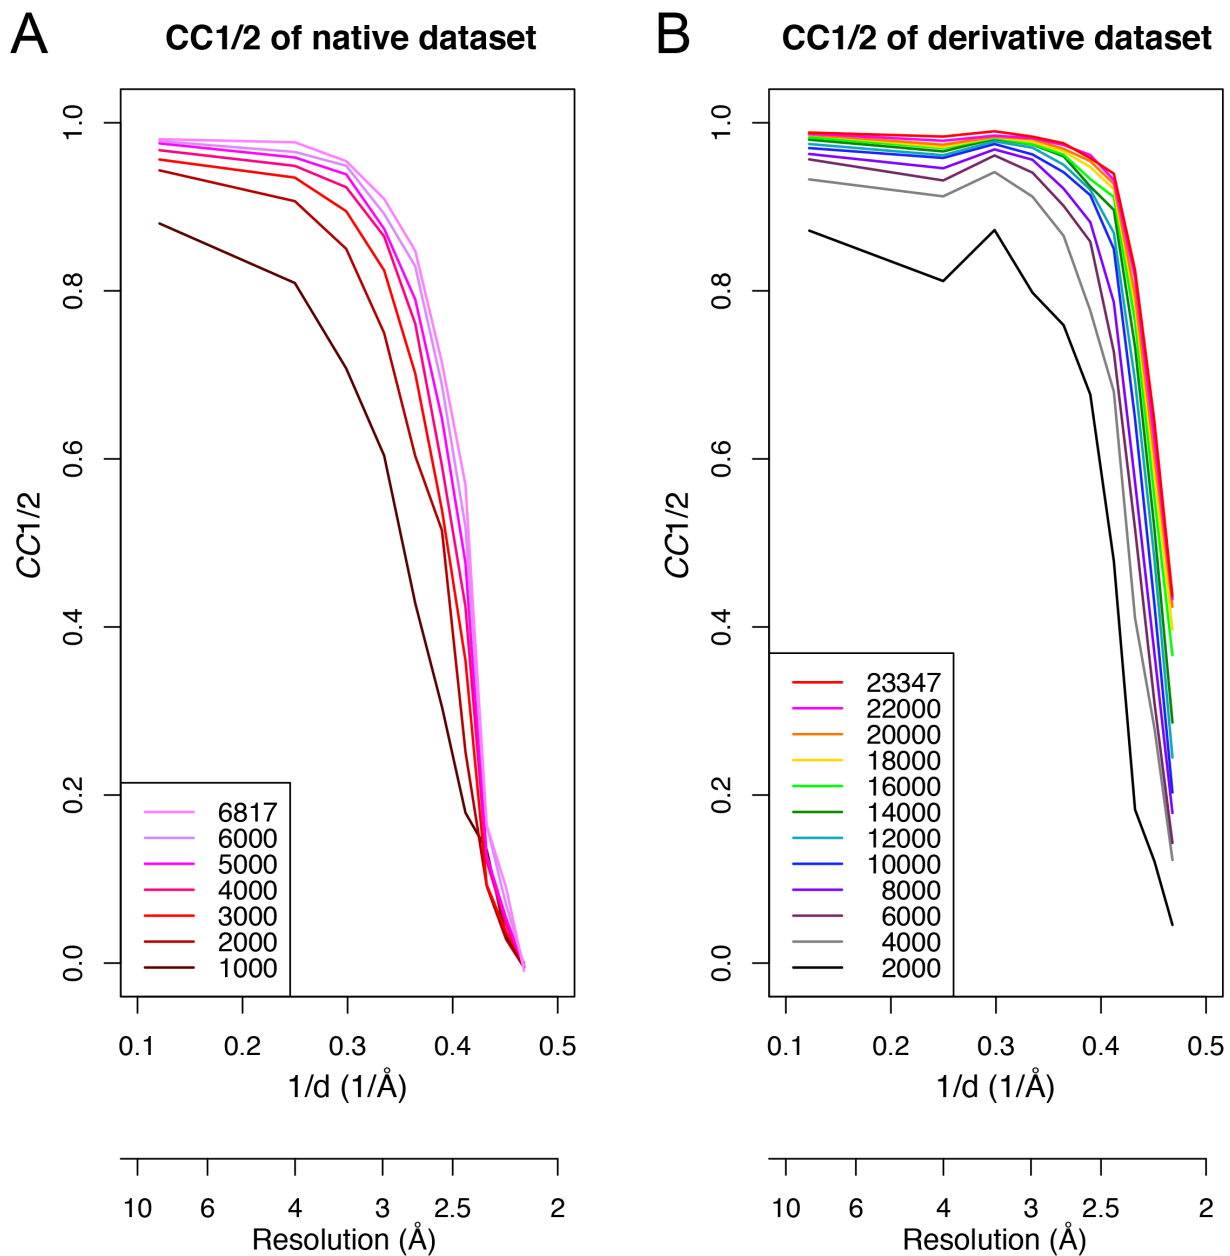 A
CC1/2 of native dataset
CC1/2
1.0
0.8
0.6
0.4
0.2
0.0
6817
6000
5000
4000
3000
2000
1000
0.1 0.2 0.3 0.4 0.5
1/d (1/Å)
10 6 4 3 2.5 2
Resolution (Å)
B
CC1/2 of derivative dataset
CC1/2
1.0
0.8
0.6
0.4
0.2
0.0
23347
22000
20000
18000
16000
14000
12000
10000
8000
6000
4000
2000
0.1 0.2 0.3 0.4 0.5
1/d (1/Å)
10 6 4 3 2.5 2
Resolution (Å)